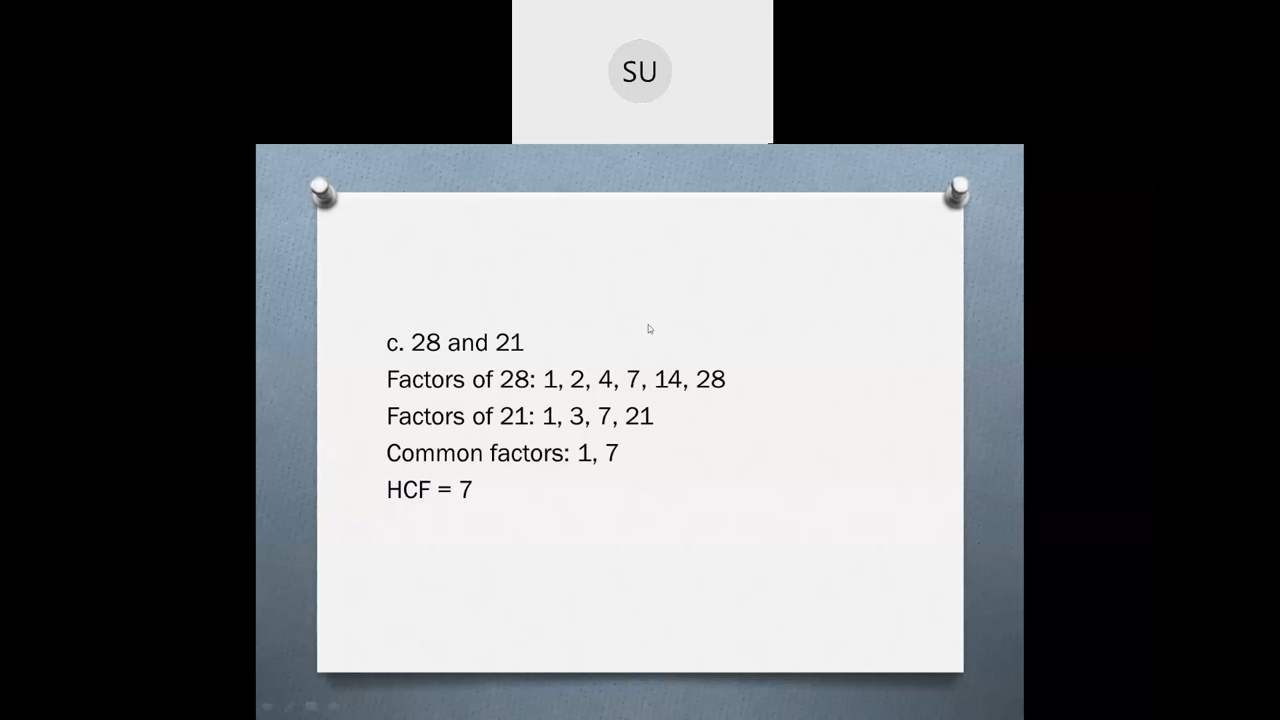 SU
c. 28 and 21
Factors of 28: 1, 2, 4, 7, 14, 28
Factors of 21: 1, 3, 7, 21
Common factors: 1, 7
HCF = 7